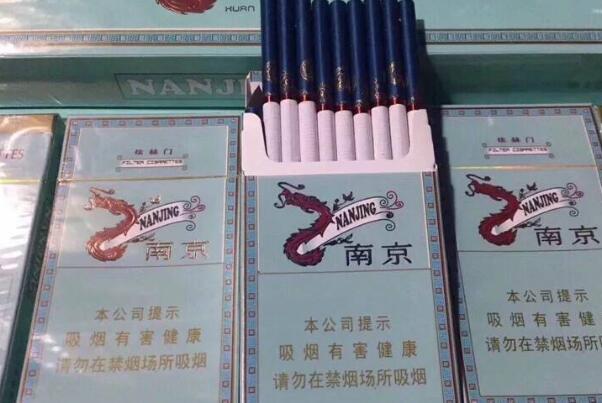 XUAN
NANJING
TTES
炫赫门
FILTER CIGARETTES
NANJING
南京
本公司提示
吸烟有害健康
请勿在禁烟场所吸烟
NANJING
南京
本公司提示
吸烟有害健康
请勿在禁烟场所吸烟
炫赫门
FILTER CIGARETTES
NANJING
南京
本公司提示
吸烟有害健康
请勿在禁烟场所吸烟